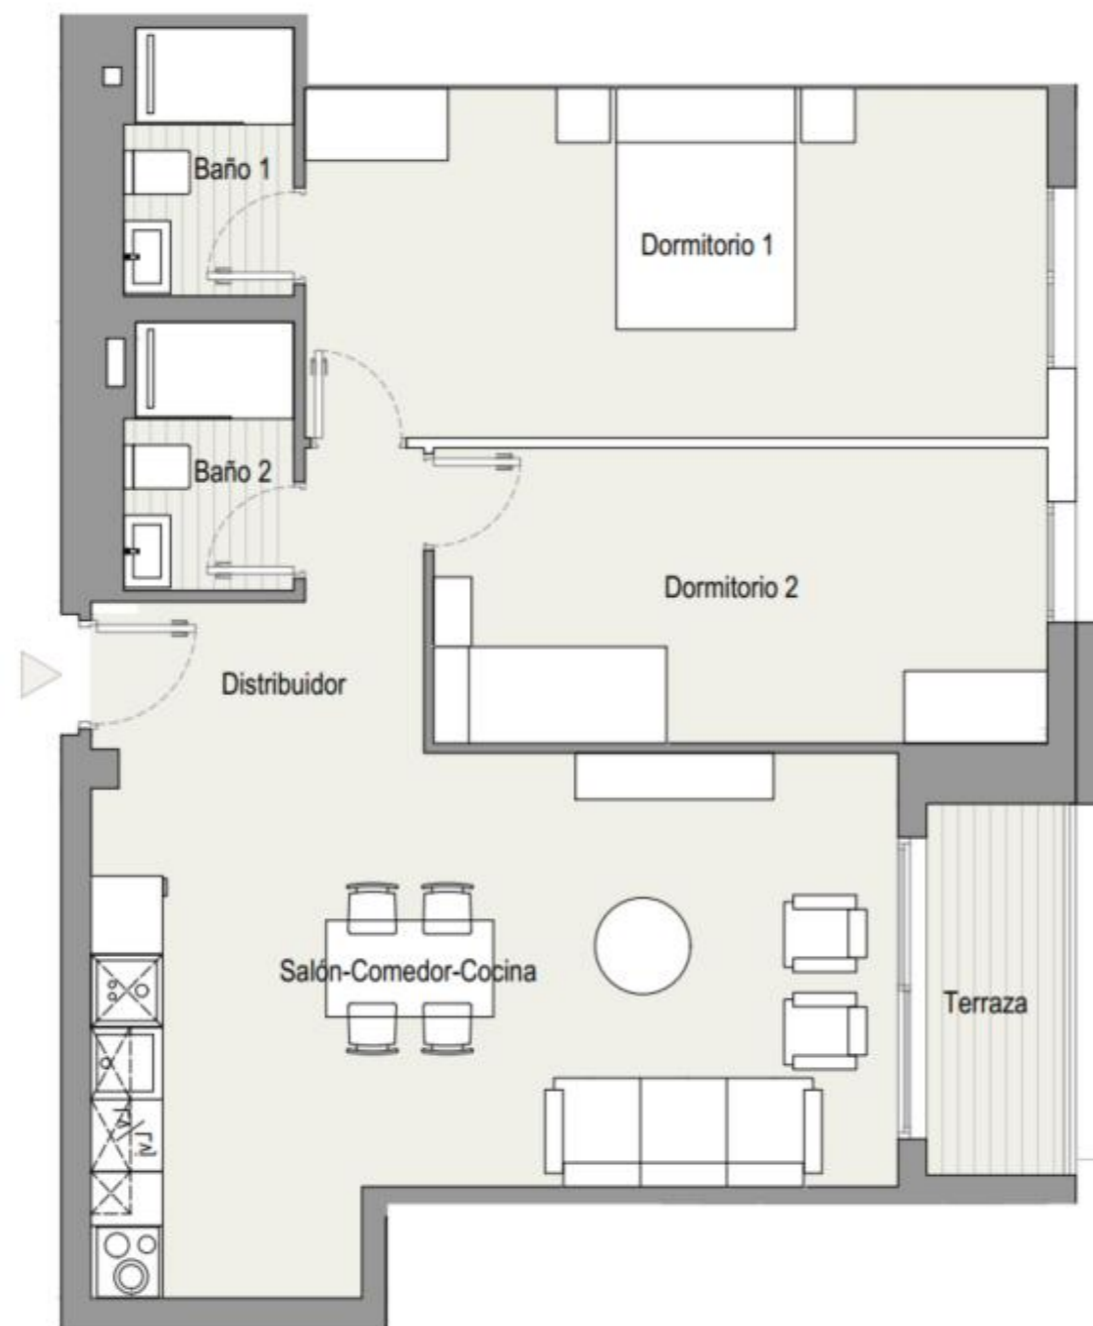 Baño 1
Dormitorio 1
Baño 2
Dormitorio 2
Distribuidor
Salón-Comedor-Cocina
Terraza